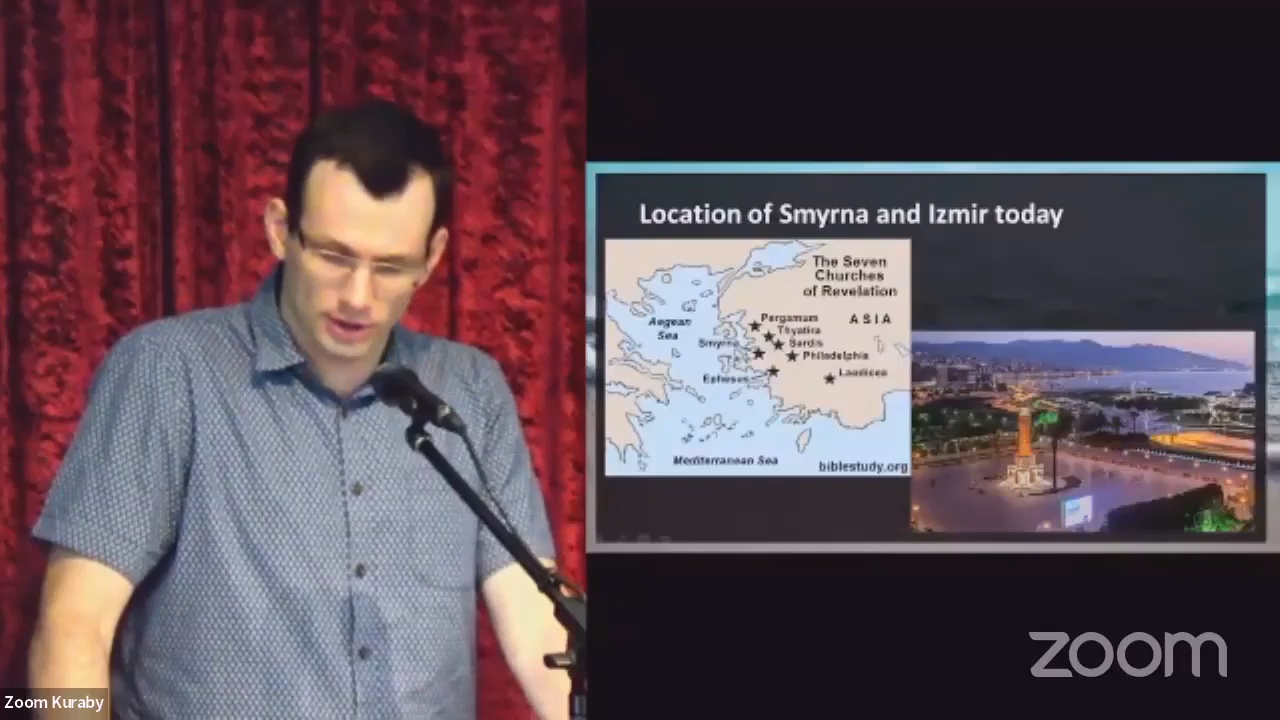 Location of Smyrna and Izmir today
The Seven
Churches
of Revelation
Aegean
Sea
ASIA
Pergamum
Thyatira
Smyrna
Sardis
Philadelphia
Ephesus
Laodicea
Mediterranean Sea
biblestudy.org
zoom
Zoom Kuraby